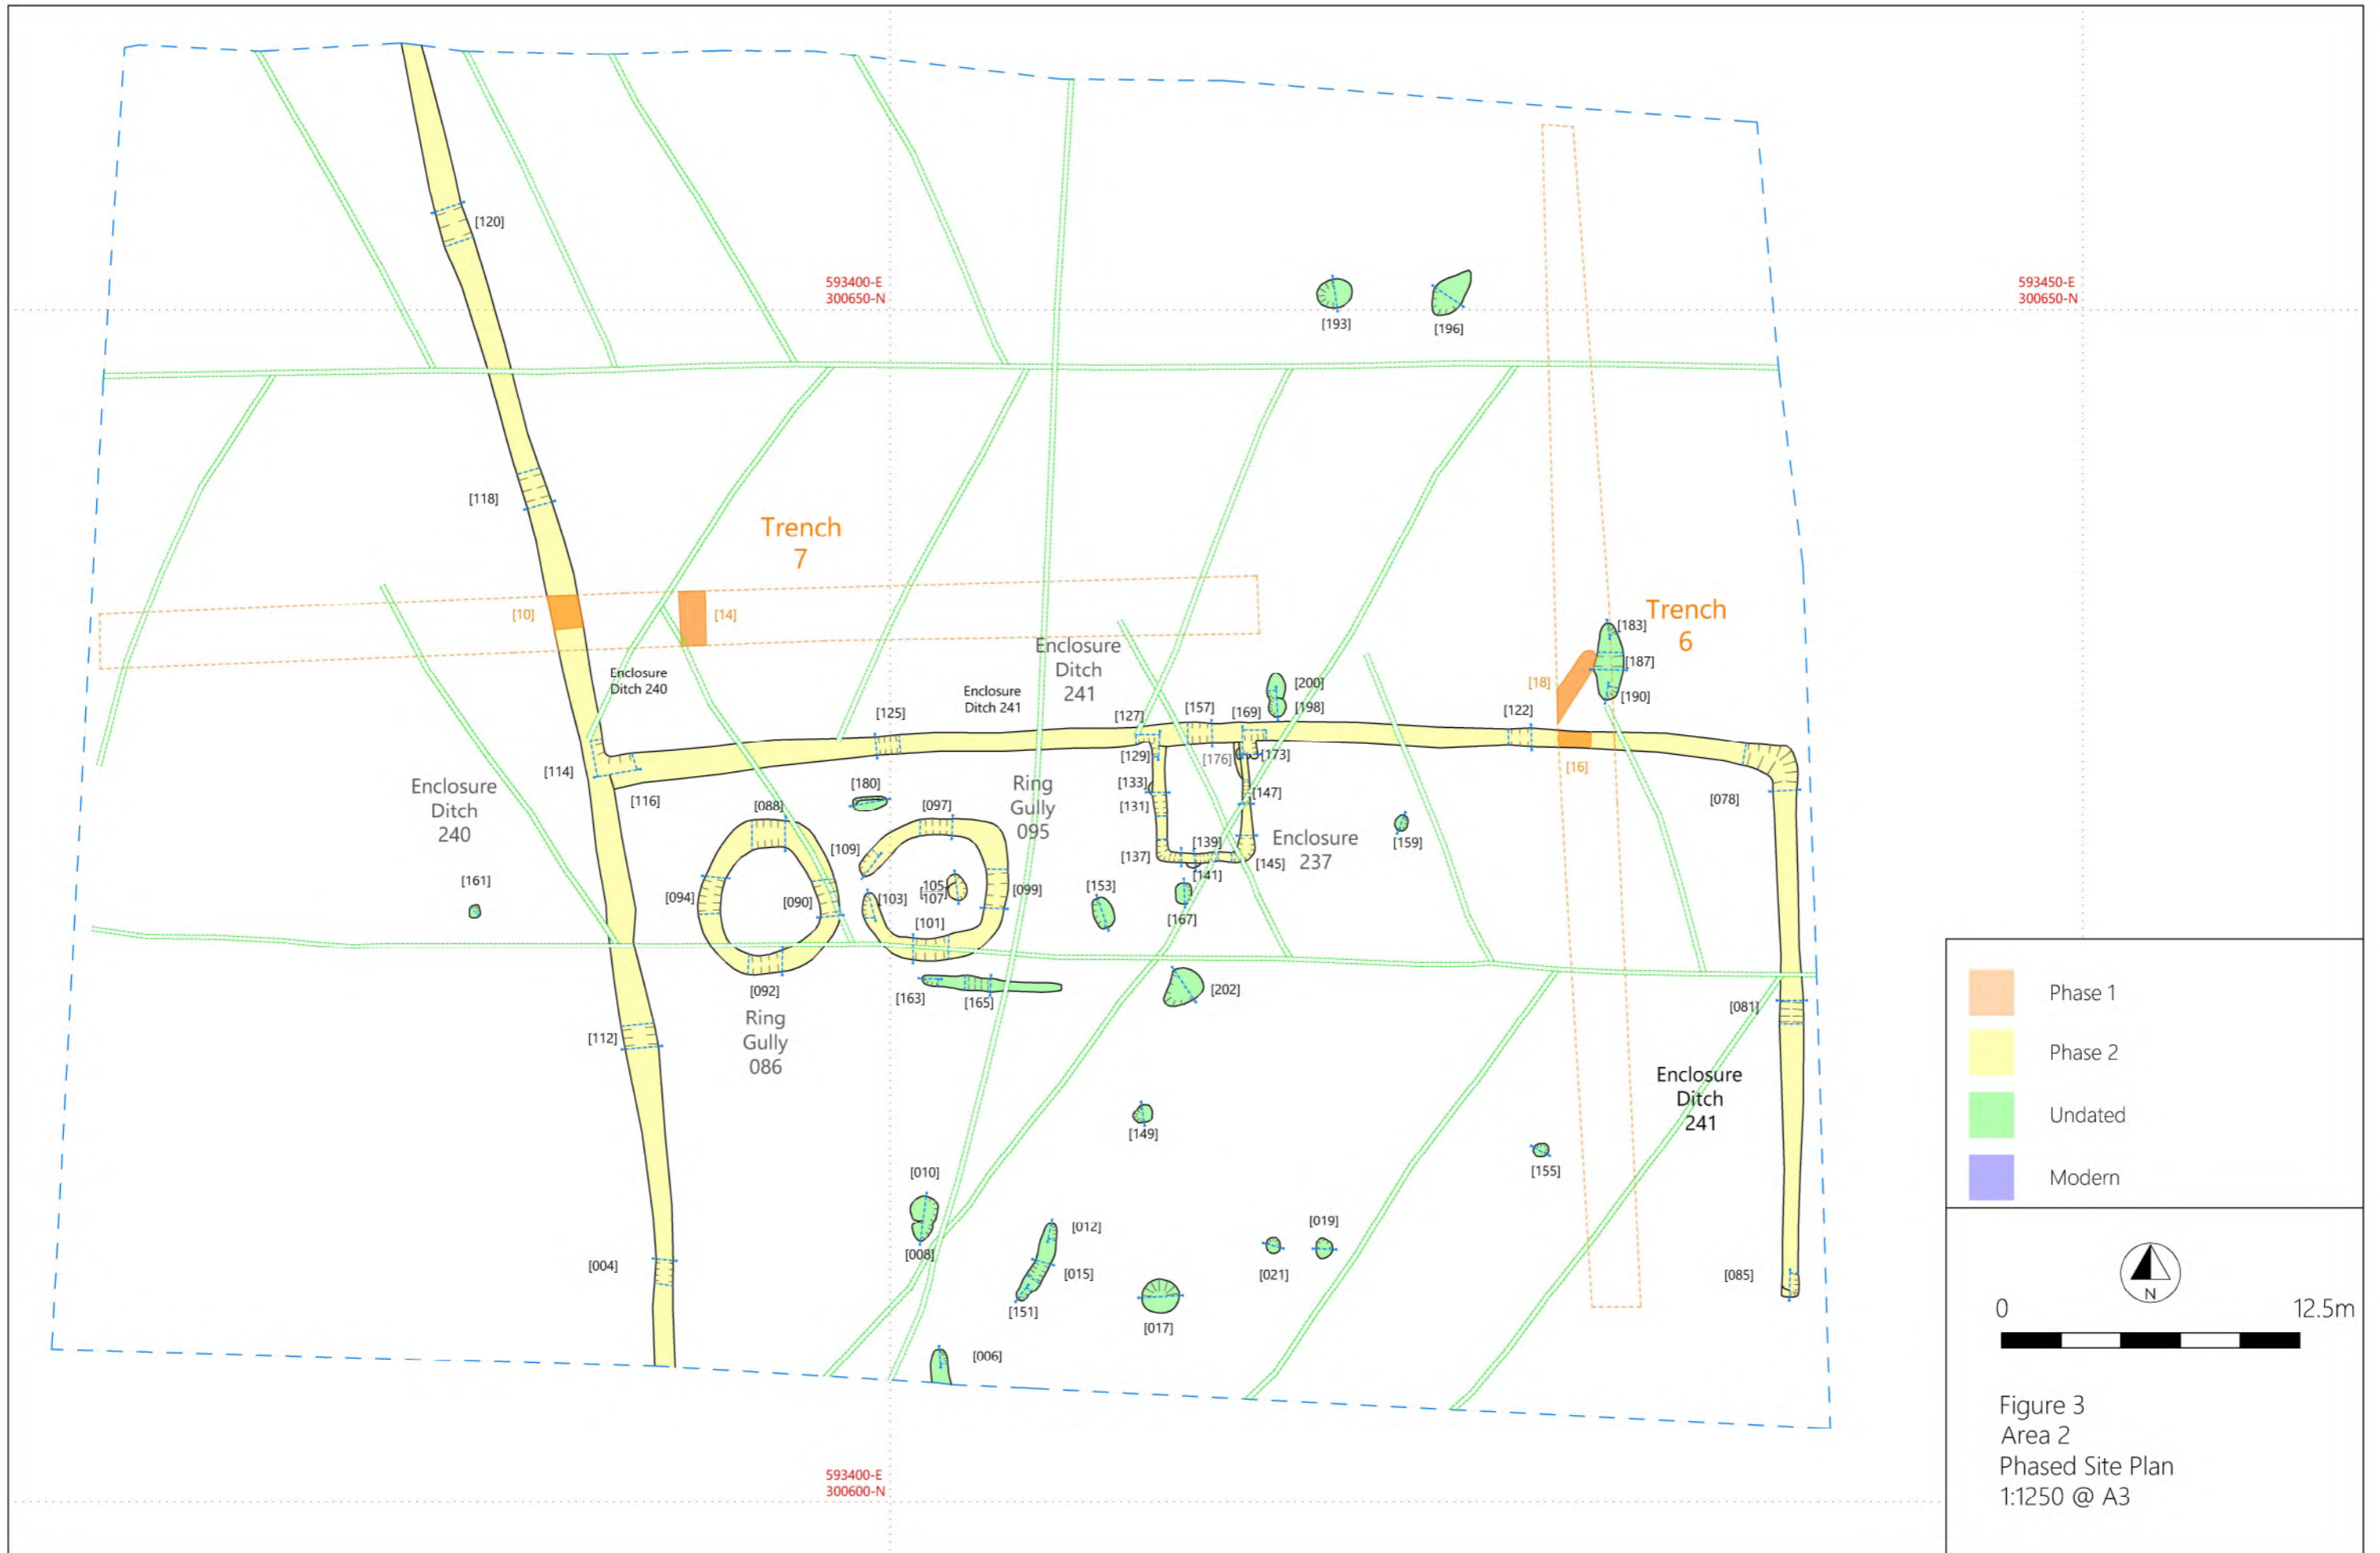 [120]
593400-E
300650-N
593450-E
300650-N
[193]
[196]
[118]
Trench
7
[10]
[14]
Trench
6
[183]
[187]
[190]
[18]
[16]
Enclosure
Ditch
241
Enclosure
Ditch 240
Enclosure
Ditch 241
[200]
[198]
[125]
[127]
[157]
[169]
[122]
[129]
[176]
[173]
[114]
[116]
Enclosure
Ditch
240
[180]
Ring
Gully
095
[133]
[131]
[147]
[078]
[088]
[097]
[109]
[137]
[139]
[141]
[145]
Enclosure
237
[159]
[161]
[094]
[090]
[103]
[099]
[101]
[153]
[167]
[092]
[163]
[165]
[202]
Ring
Gully
086
[112]
[081]
Enclosure
Ditch
241
[149]
[155]
[010]
[008]
[012]
[015]
[151]
[017]
[021]
[019]
[004]
[085]
[006]
593400-E
300600-N
Phase 1
Phase 2
Undated
Modern
N
0
12.5m
Figure 3
Area 2
Phased Site Plan
1:1250 @ A3